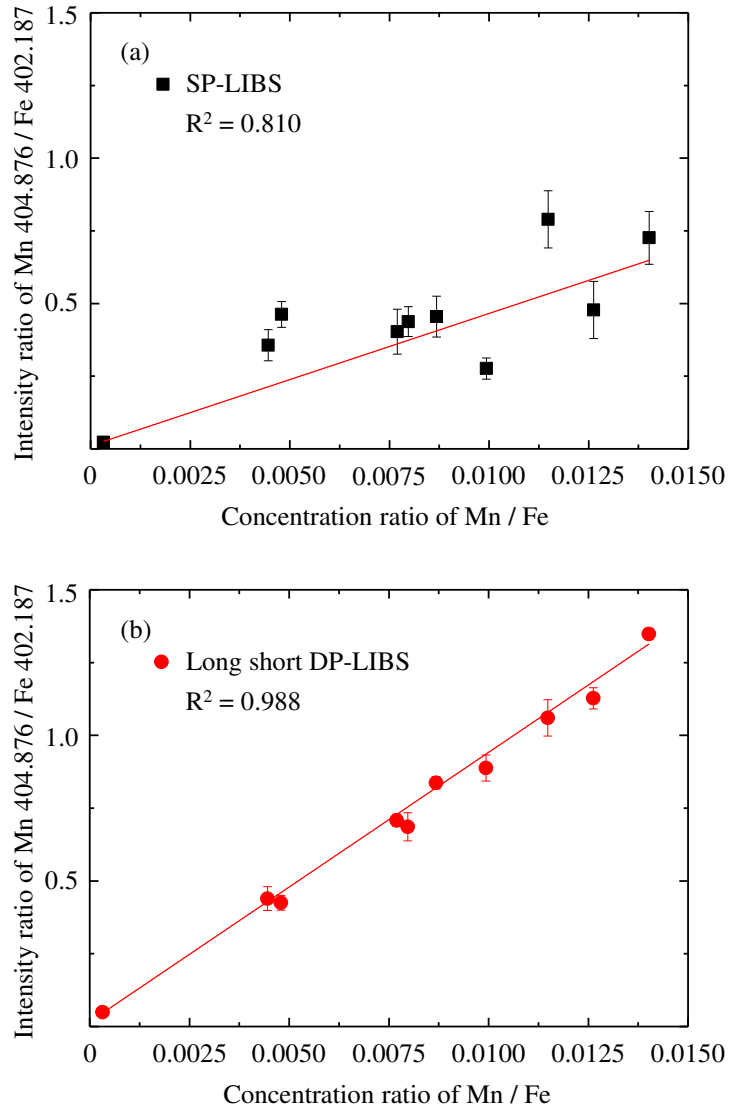 (a)
SP-LIBS
R² = 0.810
Intensity ratio of Mn 404.876 / Fe 402.187
1.5
1.0
0.5
0 0.0025 0.0050 0.0075 0.0100 0.0125 0.0150
Concentration ratio of Mn / Fe
(b)
Long short DP-LIBS
R² = 0.988
Intensity ratio of Mn 404.876 / Fe 402.187
1.5
1.0
0.5
0 0.0025 0.0050 0.0075 0.0100 0.0125 0.0150
Concentration ratio of Mn / Fe